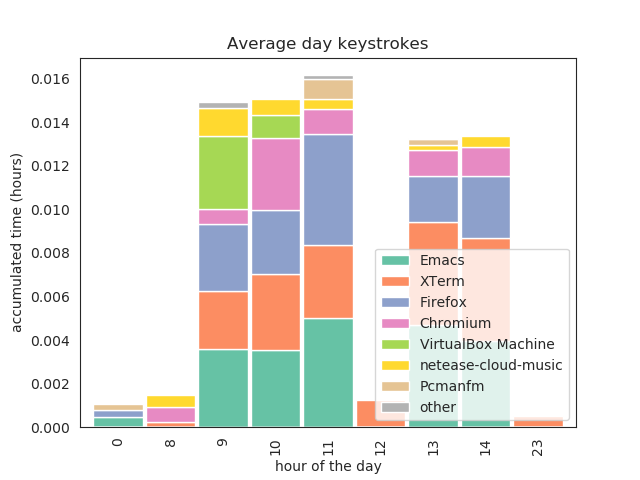 Average day keystrokes
accumulated time (hours)
0.016
0.014
0.012
0.010
0.008
0.006
0.004
0.002
0.000
Emacs
XTerm
Firefox
Chromium
VirtualBox Machine
netease-cloud-music
Pcmanfm
other
0 8 9 10 11 12 13 14 23
hour of the day